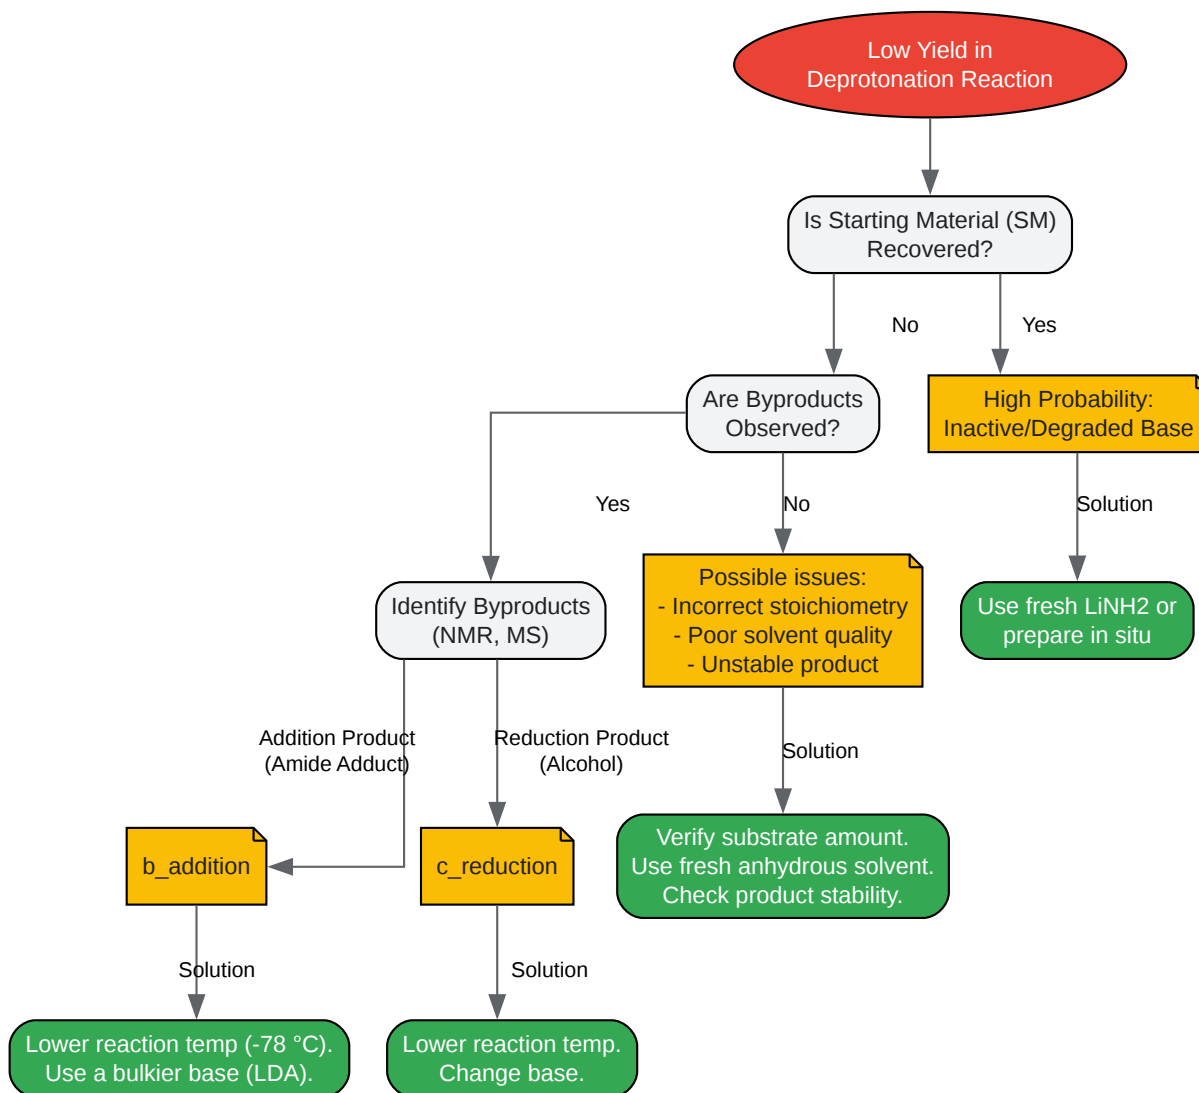 Low Yield in
Deprotonation Reaction
Is Starting Material (SM)
Recovered?
No
Yes
Are Byproducts
Observed?
High Probability:
Inactive/Degraded Base
Yes
No
Solution
Identify Byproducts
(NMR, MS)
Possible issues:
- Incorrect stoichiometry
- Poor solvent quality
- Unstable product
Use fresh LiNH2 or
prepare in situ
Addition Product
(Amide Adduct)
Reduction Product
(Alcohol)
Solution
b_addition
c_reduction
Verify substrate amount.
Use fresh anhydrous solvent.
Check product stability.
Solution
Solution
Lower reaction temp (-78 °C).
Use a bulkier base (LDA).
Lower reaction temp.
Change base.